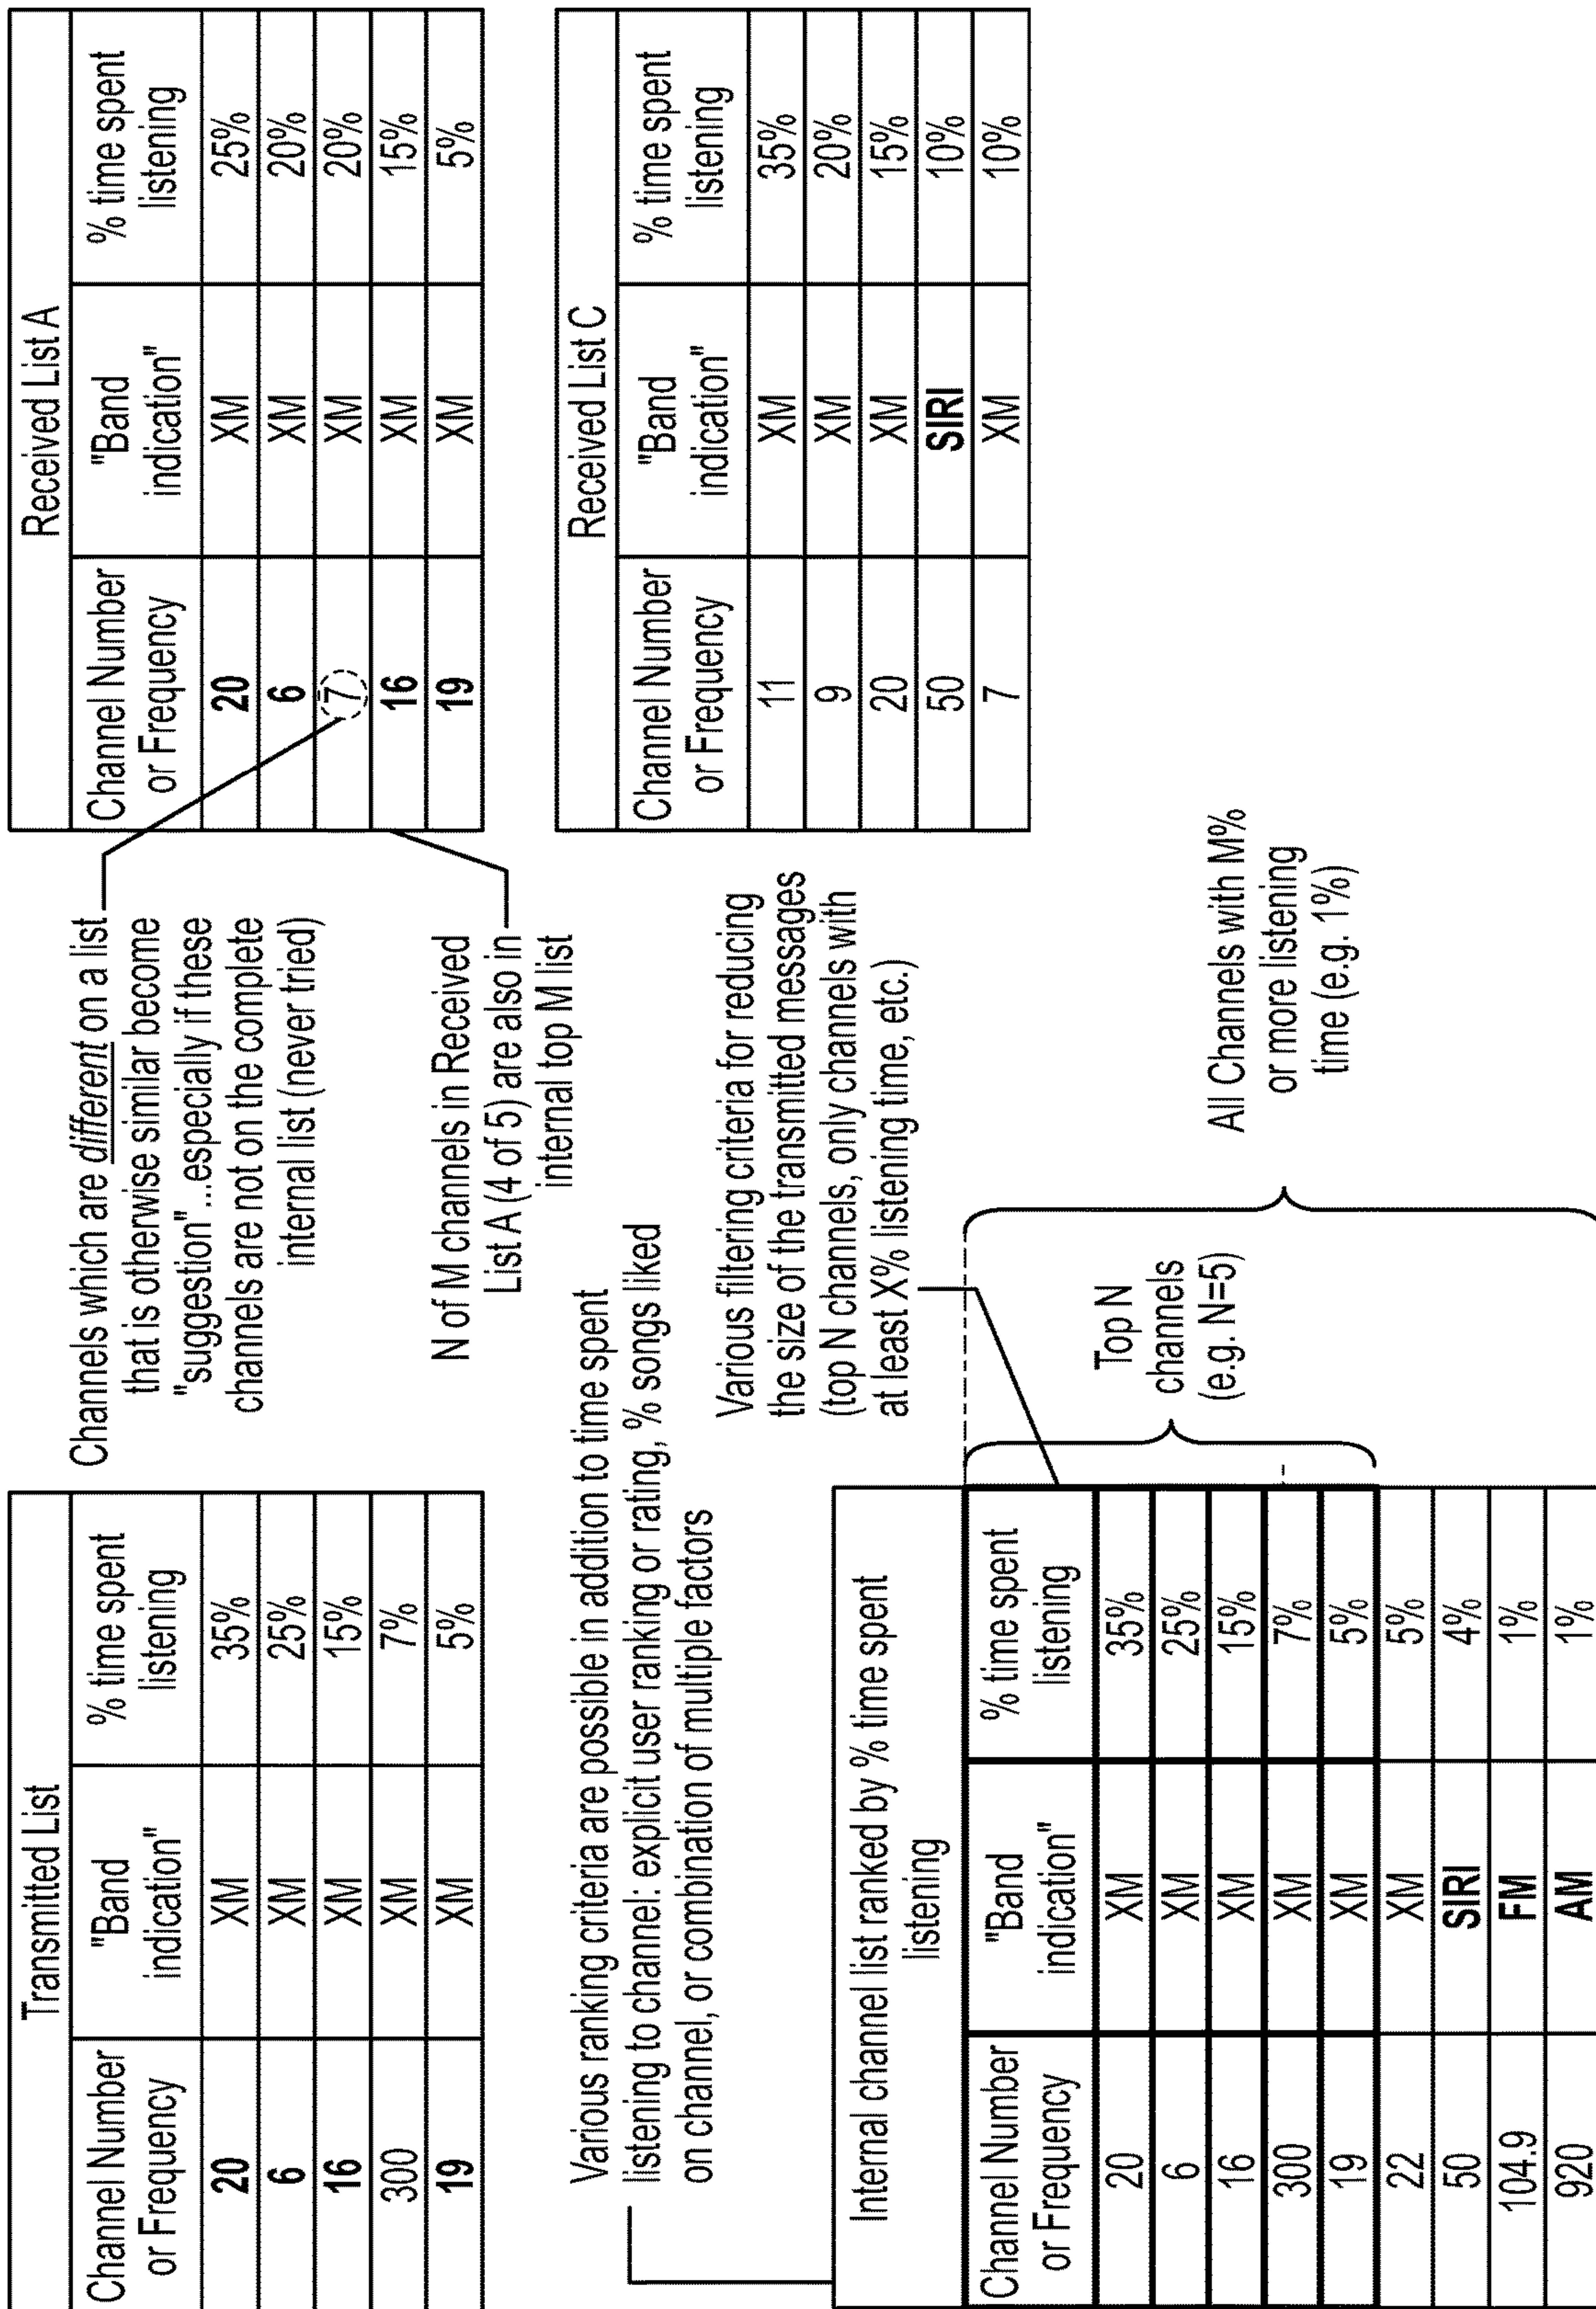 Transmitted List
Channel Number or Frequency "Band indication" % time spent listening
20 XM 35%
6 XM 25%
16 XM 15%
300 XM 7%
19 XM 5%
Channels which are different on a list
that is otherwise similar become
"suggestion"...especially if these
channels are not on the complete
internal list (never tried)
N of M channels in Received
List A (4 of 5) are also in
internal top M list
Received List A
Channel Number or Frequency "Band indication" % time spent listening
20 XM 25%
6 XM 20%
7 XM 20%
16 XM 15%
19 XM 5%
Various ranking criteria are possible in addition to time spent
listening to channel: explicit user ranking or rating, % songs liked
on channel, or combination of multiple factors
Various filtering criteria for reducing
the size of the transmitted messages
(top N channels, only channels with
at least X% listening time, etc.)
Received List C
Channel Number or Frequency "Band indication" % time spent listening
11 XM 35%
9 XM 20%
20 XM 15%
50 SIRI 10%
7 XM 10%
Internal channel list ranked by % time spent
listening
Channel Number or Frequency "Band indication" % time spent listening
20 XM 35%
6 XM 25%
16 XM 15%
300 XM 7%
19 XM 5%
22 XM 5%
50 SIRI 4%
104.9 FM 1%
920 AM 1%
Top N
channels
(e.g. N=5)
All Channels with M%
or more listening
time (e.g. 1%)